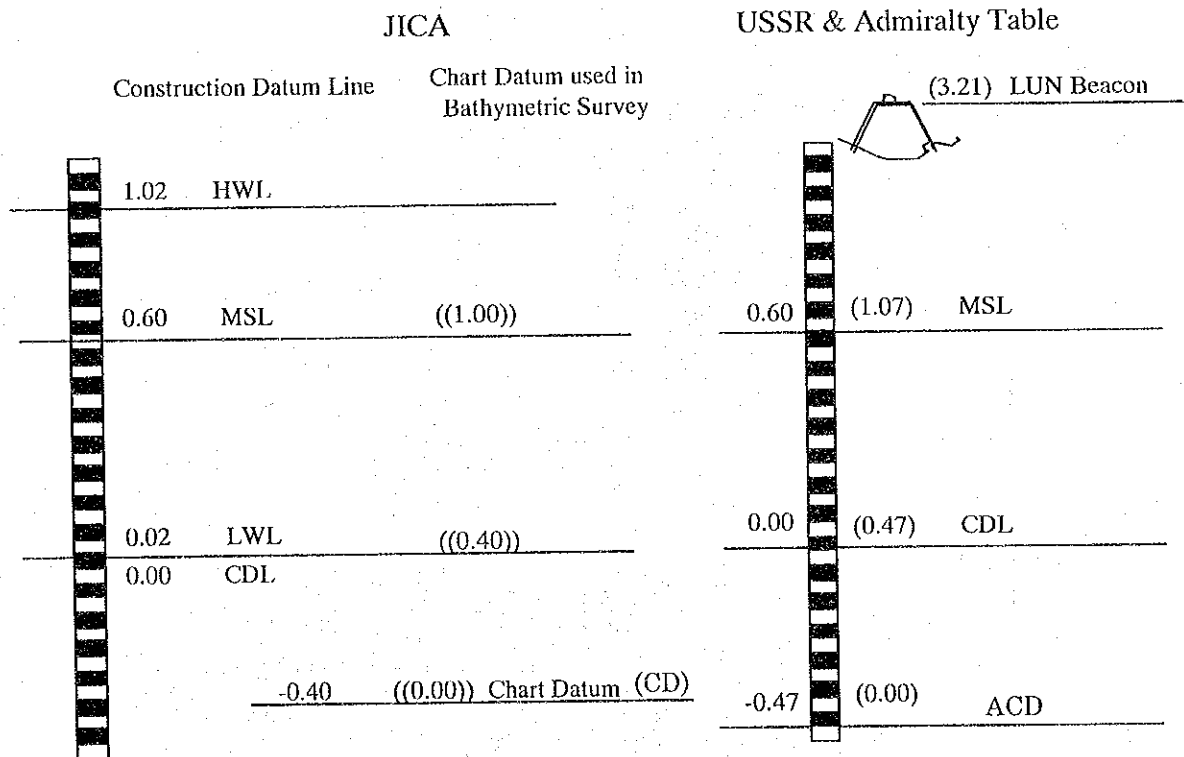 JICA
USSR & Admiralty Table
Construction Datum Line
Chart Datum used in
Bathymetric Survey
(3.21) LUN Beacon
1.02 HWL
0.60 MSL ((1.00))
0.60 (1.07) MSL
0.02 LWL ((0.40))
0.00 CDL
0.00 (0.47) CDL
-0.40 ((0.00)) Chart Datum (CD)
-0.47 (0.00) ACD